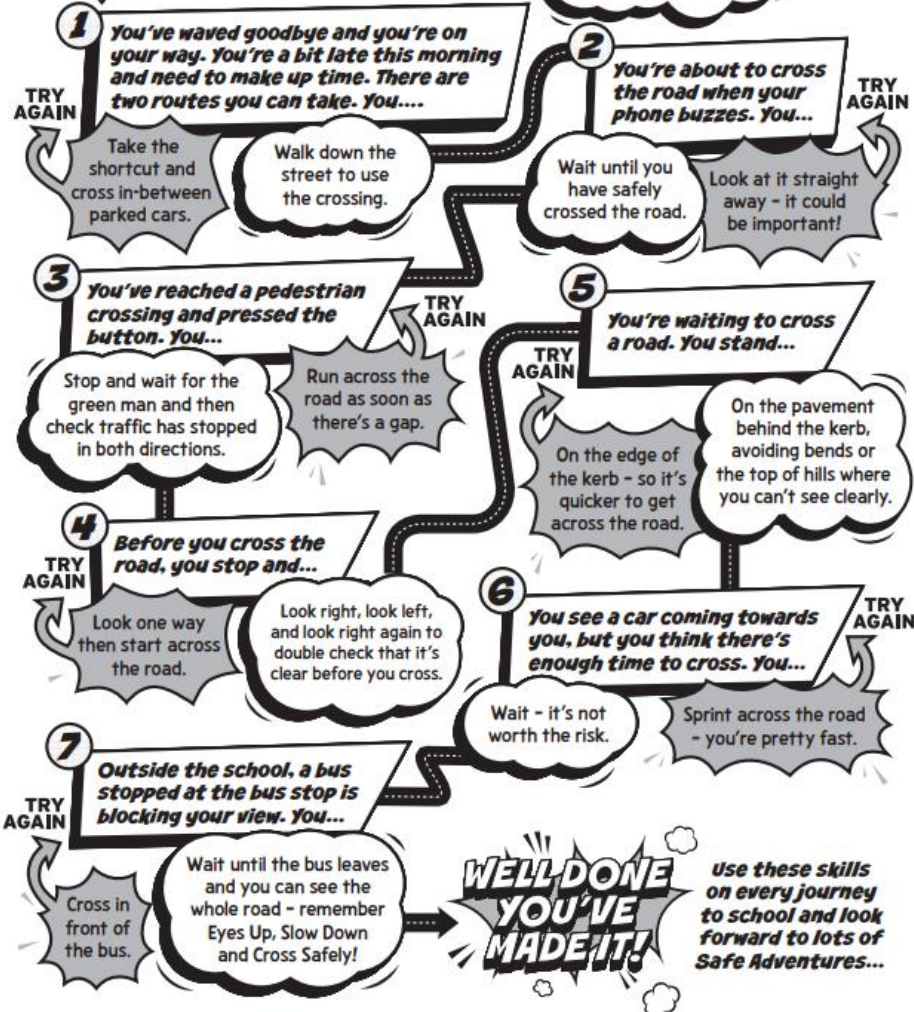 1
You've waved goodbye and you're on
your way. You're a bit late this morning
and need to make up time. There are
two routes you can take. You....
TRY
AGAIN
Take the
shortcut and
cross in-between
parked cars.
Walk down the
street to use
the crossing.
2
You're about to cross
the road when your
phone buzzes. You...
TRY
AGAIN
Wait until you
have safely
crossed the road.
Look at it straight
away – it could
be important!
3
You've reached a pedestrian
crossing and pressed the
button. You...
TRY
AGAIN
Stop and wait for the
green man and then
check traffic has stopped
in both directions.
Run across the
road as soon as
there's a gap.
4
Before you cross the
road, you stop and...
TRY
AGAIN
Look one way
then start across
the road.
Look right, look left,
and look right again to
double check that it's
clear before you cross.
5
You're waiting to cross
a road. You stand...
TRY
AGAIN
On the edge of
the kerb – so it's
quicker to get
across the road.
On the pavement
behind the kerb,
avoiding bends or
the top of hills where
you can't see clearly.
6
You see a car coming towards
you, but you think there's
enough time to cross. You...
TRY
AGAIN
Wait – it's not
worth the risk.
Sprint across the road
– you're pretty fast.
7
Outside the school, a bus
stopped at the bus stop is
blocking your view. You...
TRY
AGAIN
Cross in
front of
the bus.
Wait until the bus leaves
and you can see the
whole road – remember
Eyes Up, Slow Down
and Cross Safely!
WELL DONE
YOU'VE
MADE IT!
Use these skills
on every journey
to school and look
forward to lots of
Safe Adventures...